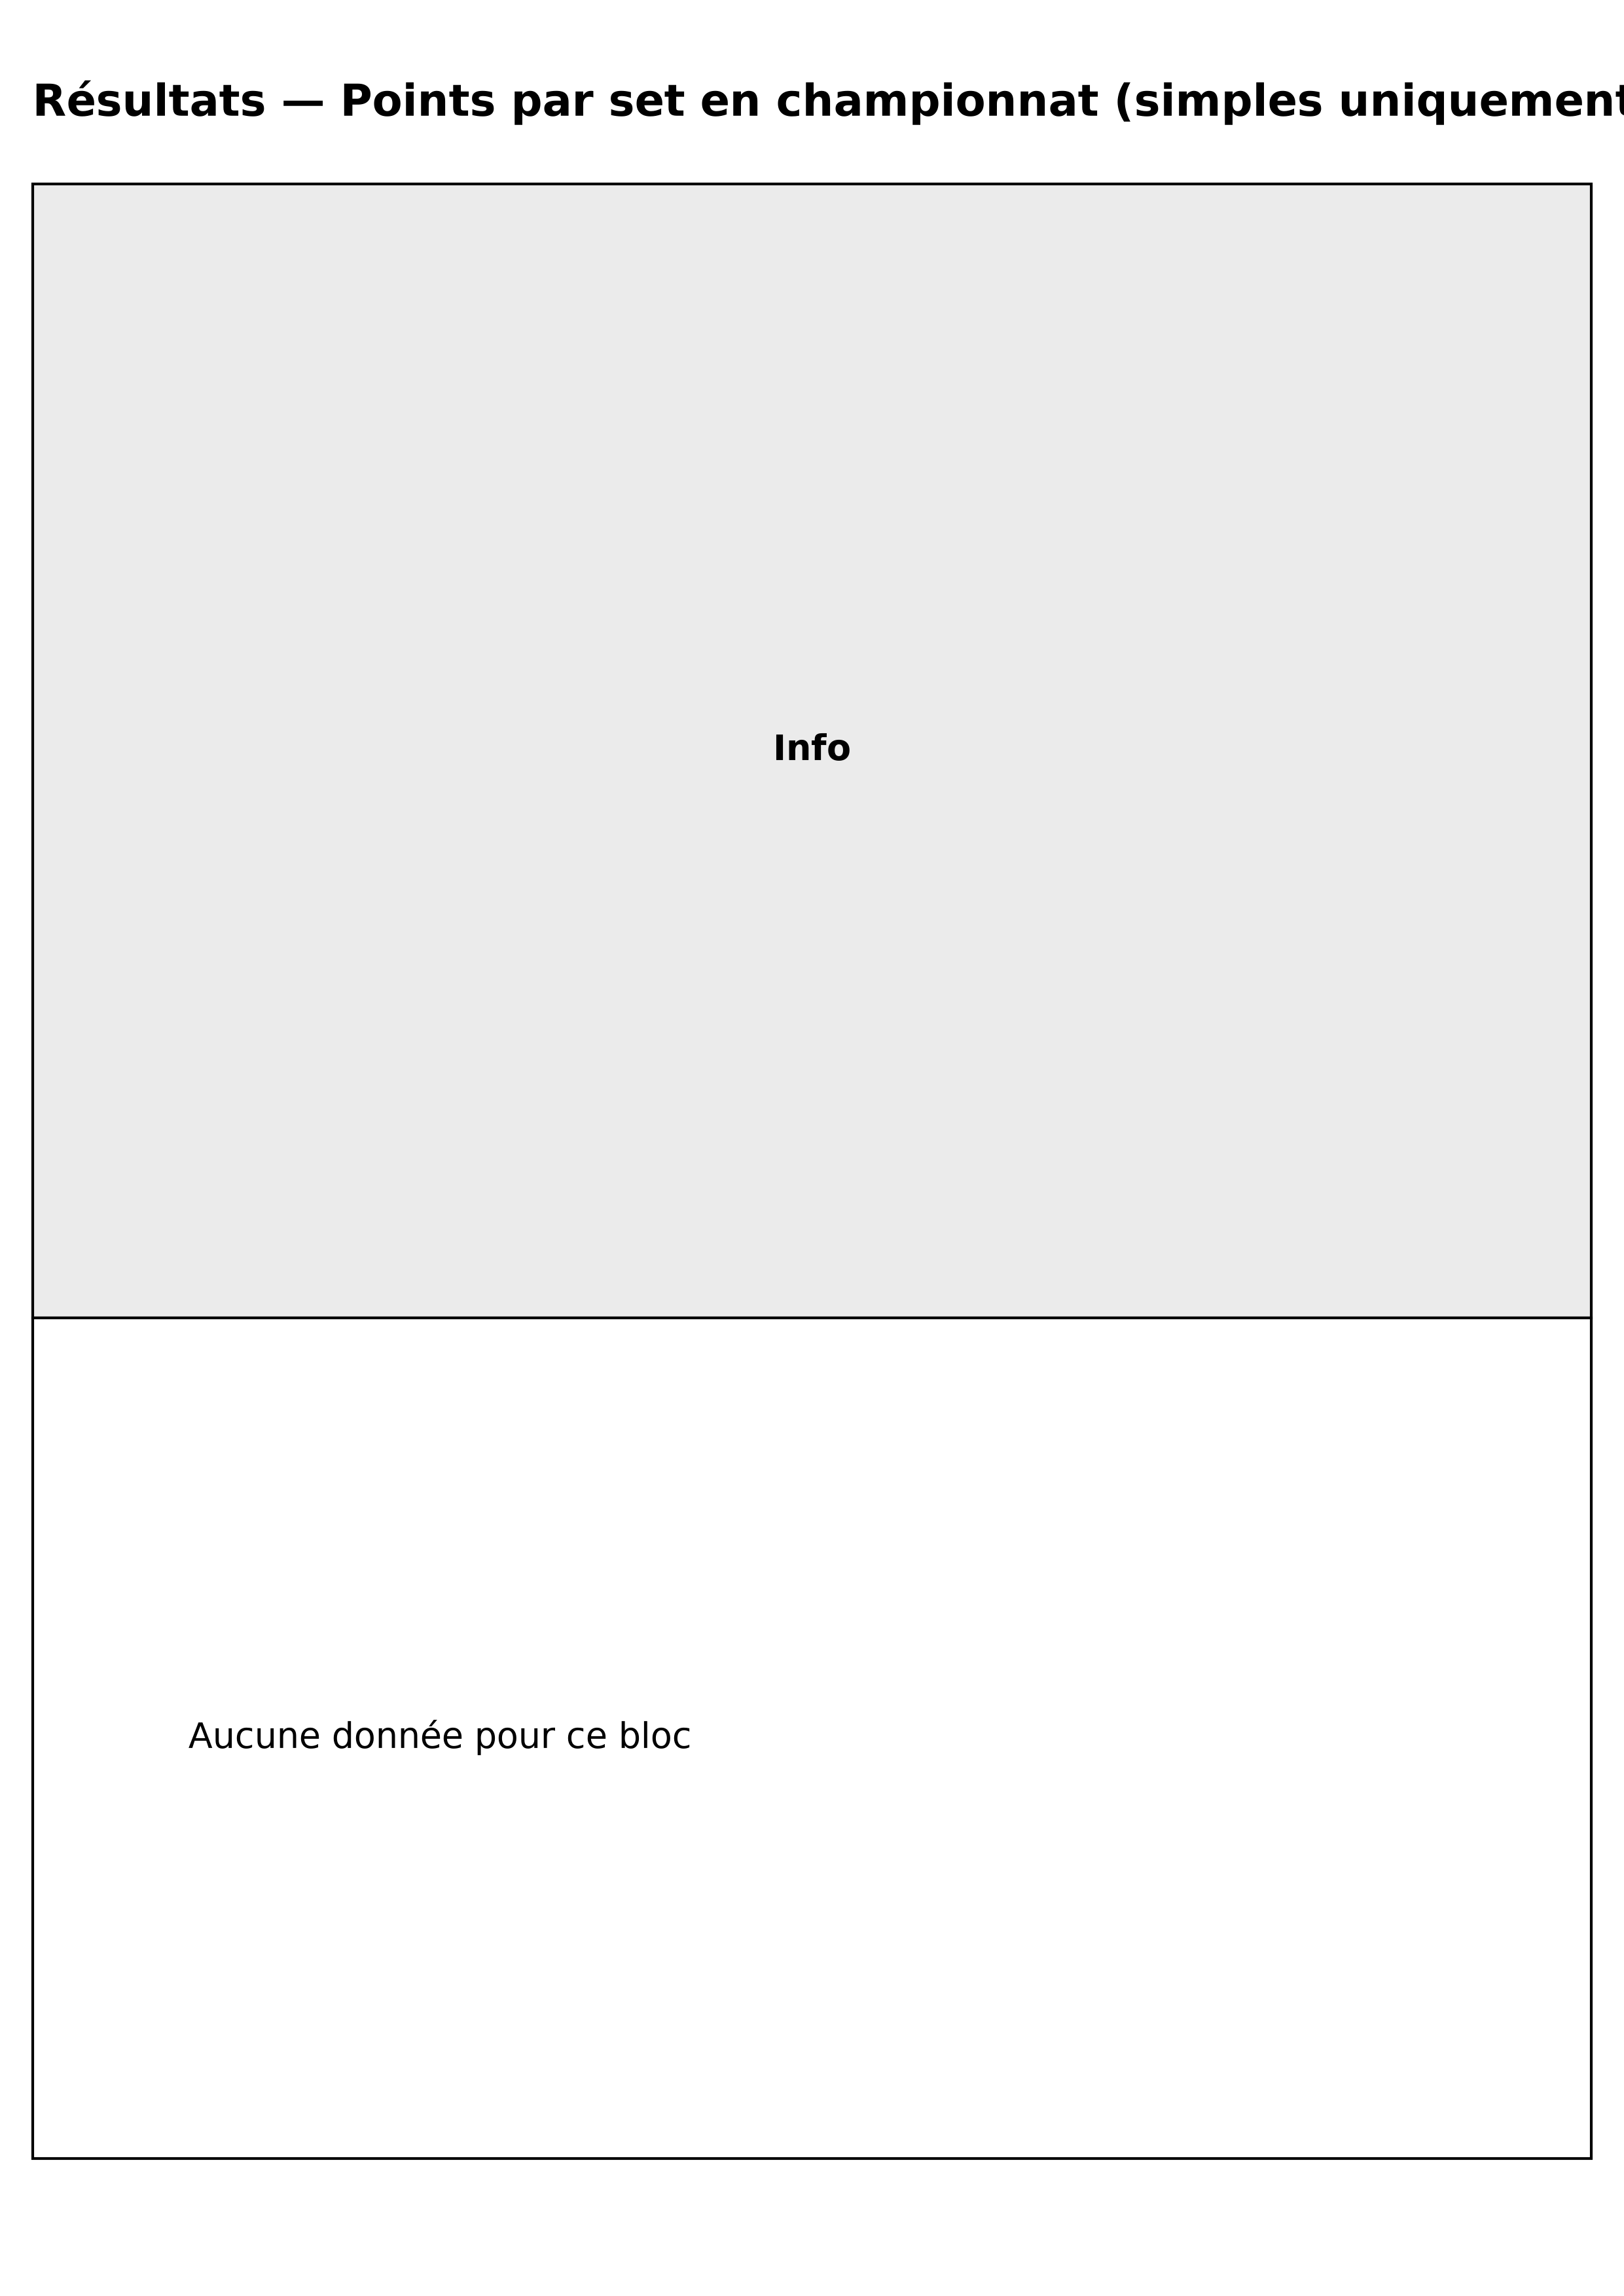 Résultats — Points par set en championnat (simples uniquement
Info
Aucune donnée pour ce bloc